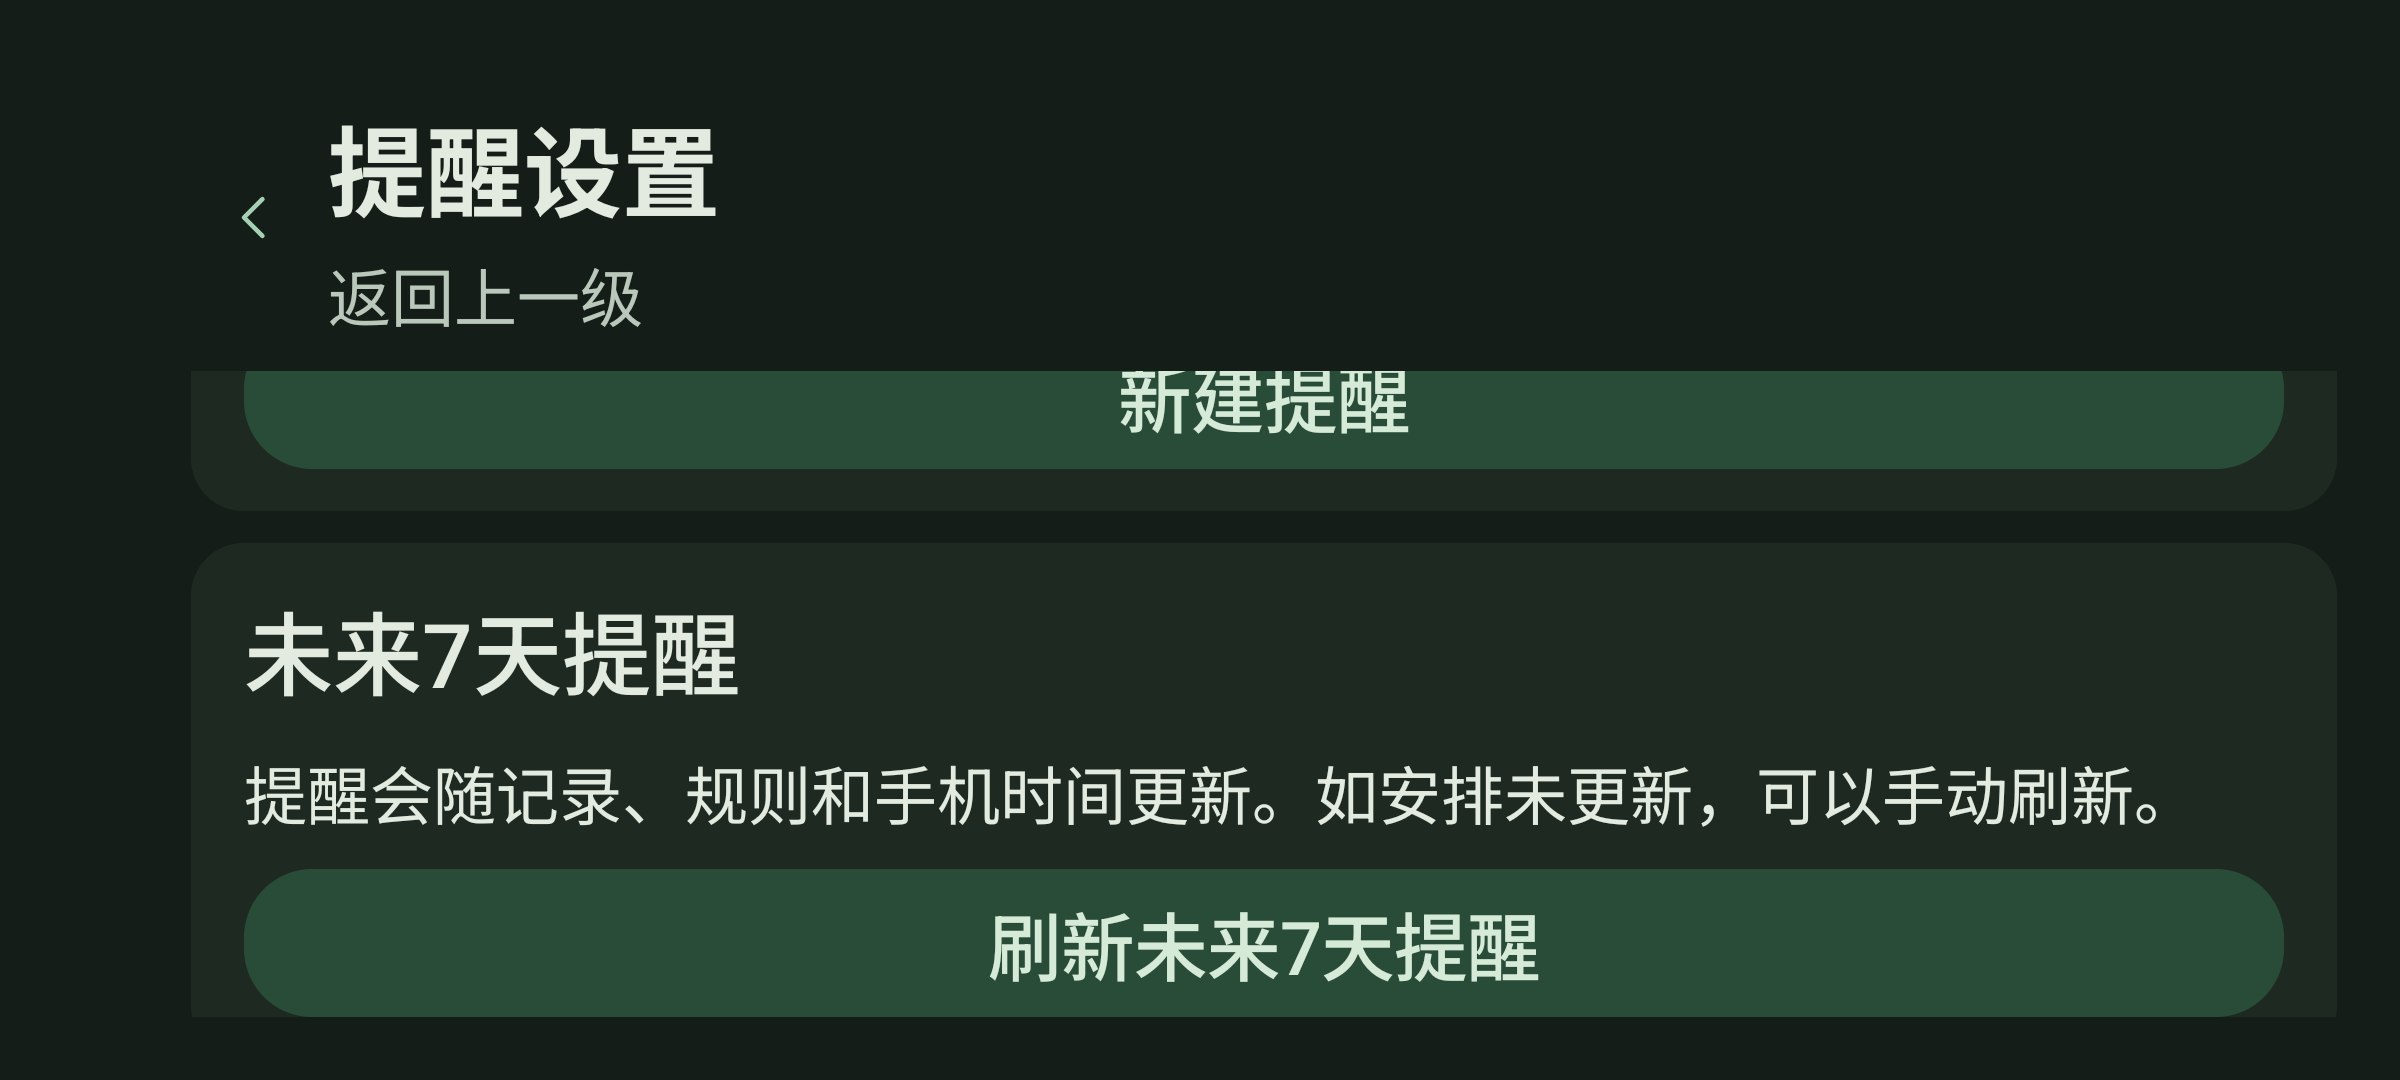 提醒设置
返回上一级
新建提醒
未来7天提醒
提醒会随记录、规则和手机时间更新。如安排未更新，可以手动刷新。
刷新未来7天提醒